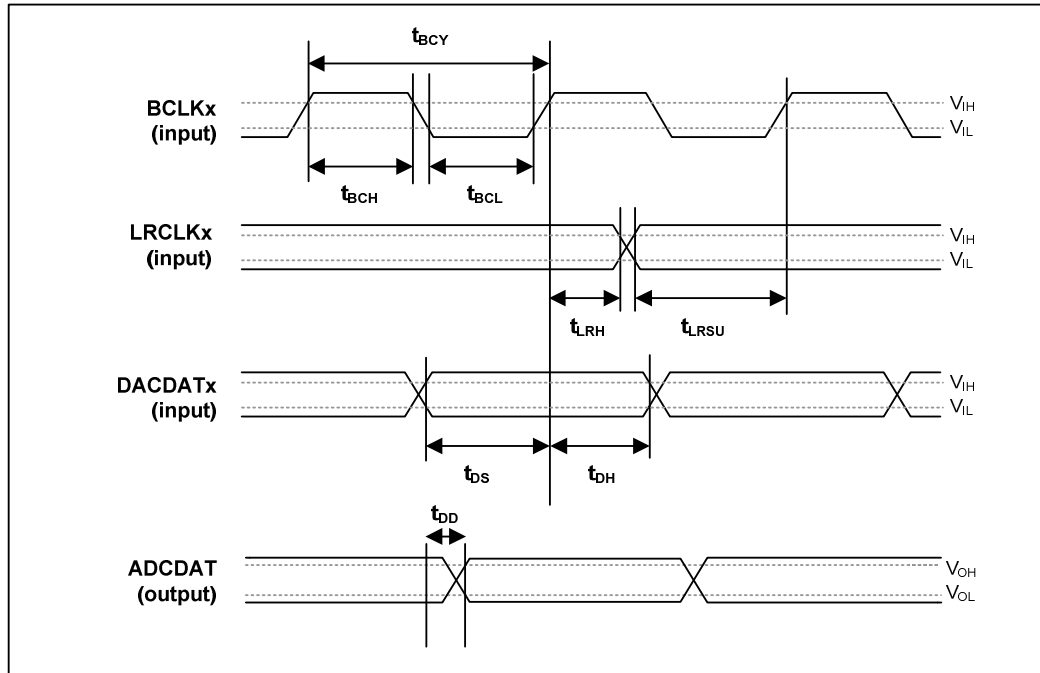 tBCY
BCLKx
(input)
VIH
VIL
tBCH
tBCL
LRCLKx
(input)
VIH
VIL
tLRH
tLRSU
DACDATx
(input)
VIH
VIL
tDS
tDH
tDD
ADCDAT
(output)
VOH
VOL